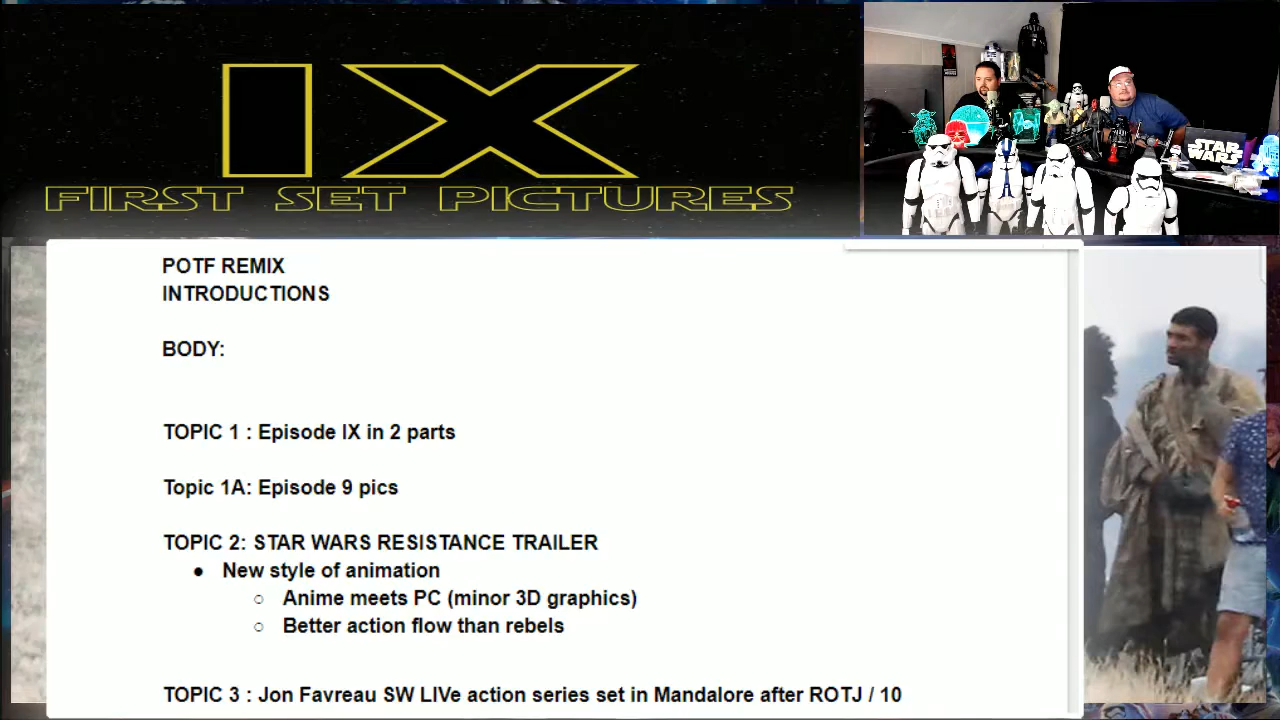 IX
FIRST SET PICTURES
STAR WARS
POTF REMIX
INTRODUCTIONS
BODY:
TOPIC 1 : Episode IX in 2 parts
Topic 1A: Episode 9 pics
TOPIC 2: STAR WARS RESISTANCE TRAILER
● New style of animation
○ Anime meets PC (minor 3D graphics)
○ Better action flow than rebels
TOPIC 3 : Jon Favreau SW LIVe action series set in Mandalore after ROTJ / 10